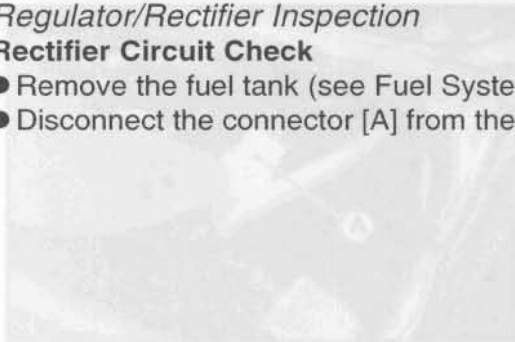 Regulator/Rectifier Inspection
Rectifier Circuit Check
● Remove the fuel tank (see Fuel Syste
● Disconnect the connector [A] from the
A